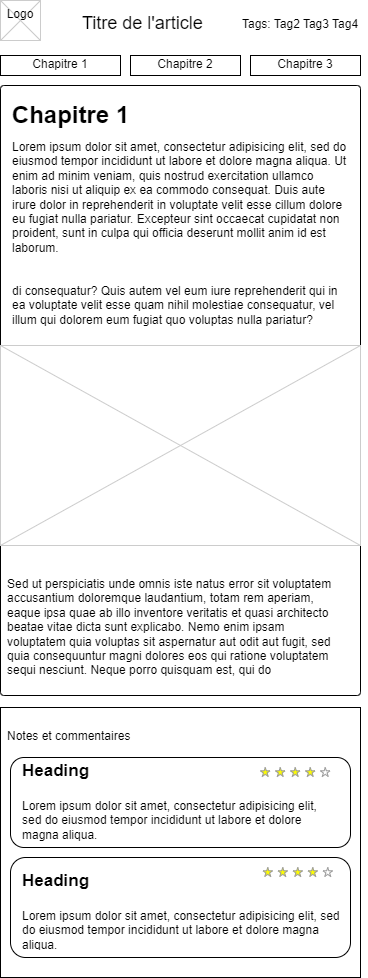 Logo
Titre de l'article
Tags: Tag2 Tag3 Tag4
Chapitre 1
Chapitre 2
Chapitre 3
Chapitre 1
Lorem ipsum dolor sit amet, consectetur adipisicing elit, sed do
eiusmod tempor incididunt ut labore et dolore magna aliqua. Ut
enim ad minim veniam, quis nostrud exercitation ullamco
laboris nisi ut aliquip ex ea commodo consequat. Duis aute
irure dolor in reprehenderit in voluptate velit esse cillum dolore
eu fugiat nulla pariatur. Excepteur sint occaecat cupidatat non
proident, sunt in culpa qui officia deserunt mollit anim id est
laborum.
di consequatur? Quis autem vel eum iure reprehenderit qui in
ea voluptate velit esse quam nihil molestiae consequatur, vel
illum qui dolorem eum fugiat quo voluptas nulla pariatur?
Sed ut perspiciatis unde omnis iste natus error sit voluptatem
accusantium doloremque laudantium, totam rem aperiam,
eaque ipsa quae ab illo inventore veritatis et quasi architecto
beatae vitae dicta sunt explicabo. Nemo enim ipsam
voluptatem quia voluptas sit aspernatur aut odit aut fugit, sed
quia consequuntur magni dolores eos qui ratione voluptatem
sequi nesciunt. Neque porro quisquam est, qui do
Notes et commentaires
Heading
Lorem ipsum dolor sit amet, consectetur adipisicing elit,
sed do eiusmod tempor incididunt ut labore et dolore
magna aliqua.
Heading
Lorem ipsum dolor sit amet, consectetur adipisicing elit, sed
do eiusmod tempor incididunt ut labore et dolore magna
aliqua.